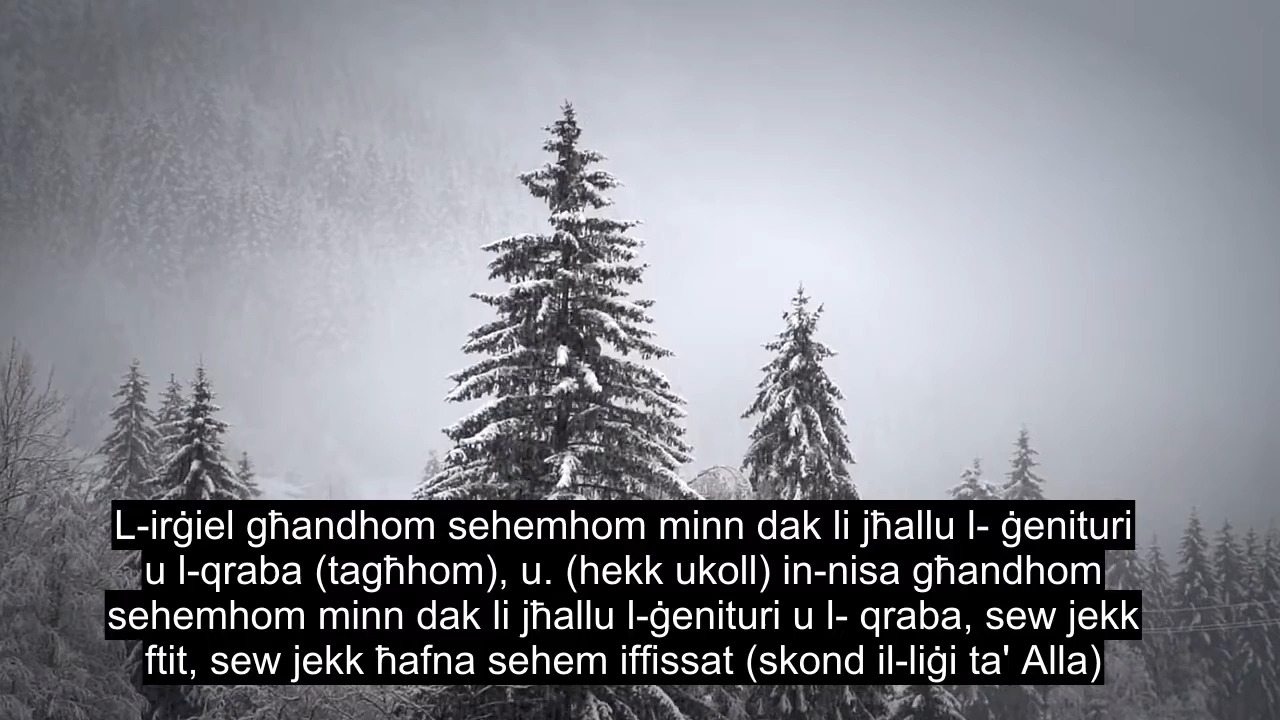 L-irġiel għandhom sehemhom minn dak li jħallu l- ġenituri
u l-qraba (tagħhom), u. (hekk ukoll) in-nisa għandhom
sehemhom minn dak li jħallu l-ġenituri u l- qraba, sew jekk
ftit, sew jekk ħafna sehem iffissat (skond il-liġi ta' Alla)